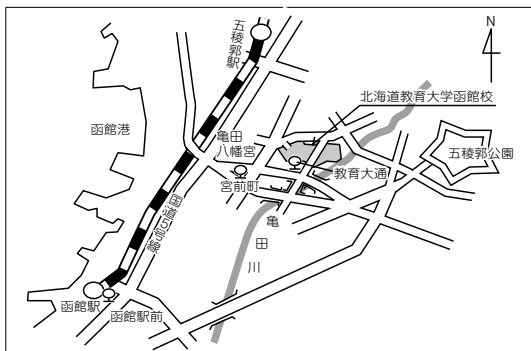 五稜郭駅
N
北海道教育大学函館校
函館港
亀田
八幡宮
五稜郭公園
教育大通
宮前町
国道5号線
亀田川
函館駅
函館駅前